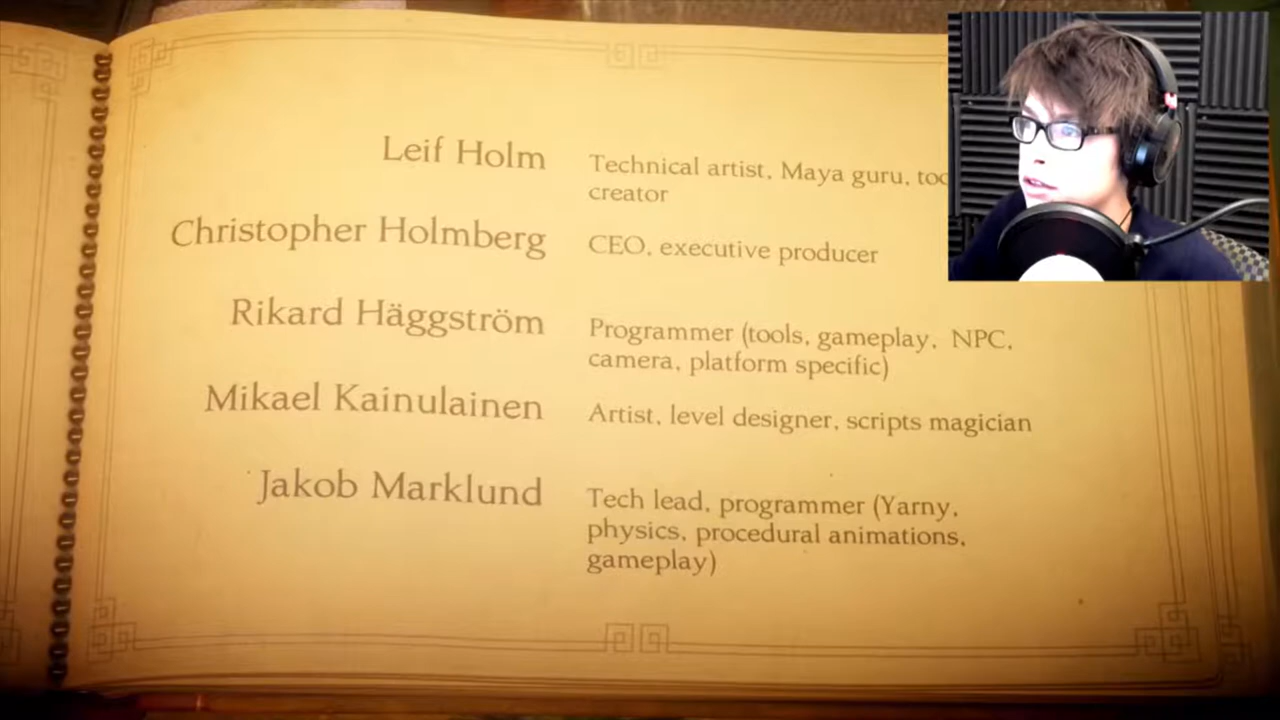 Leif Holm Technical artist, Maya guru,
creator
Christopher Holmberg CEO, executive producer
Rikard Häggström Programmer (tools, gameplay, NPC,
camera, platform specific)
Mikael Kainulainen Artist, level designer, scripts magician
Jakob Marklund Tech lead, programmer (Yarny,
physics, procedural animations,
gameplay)